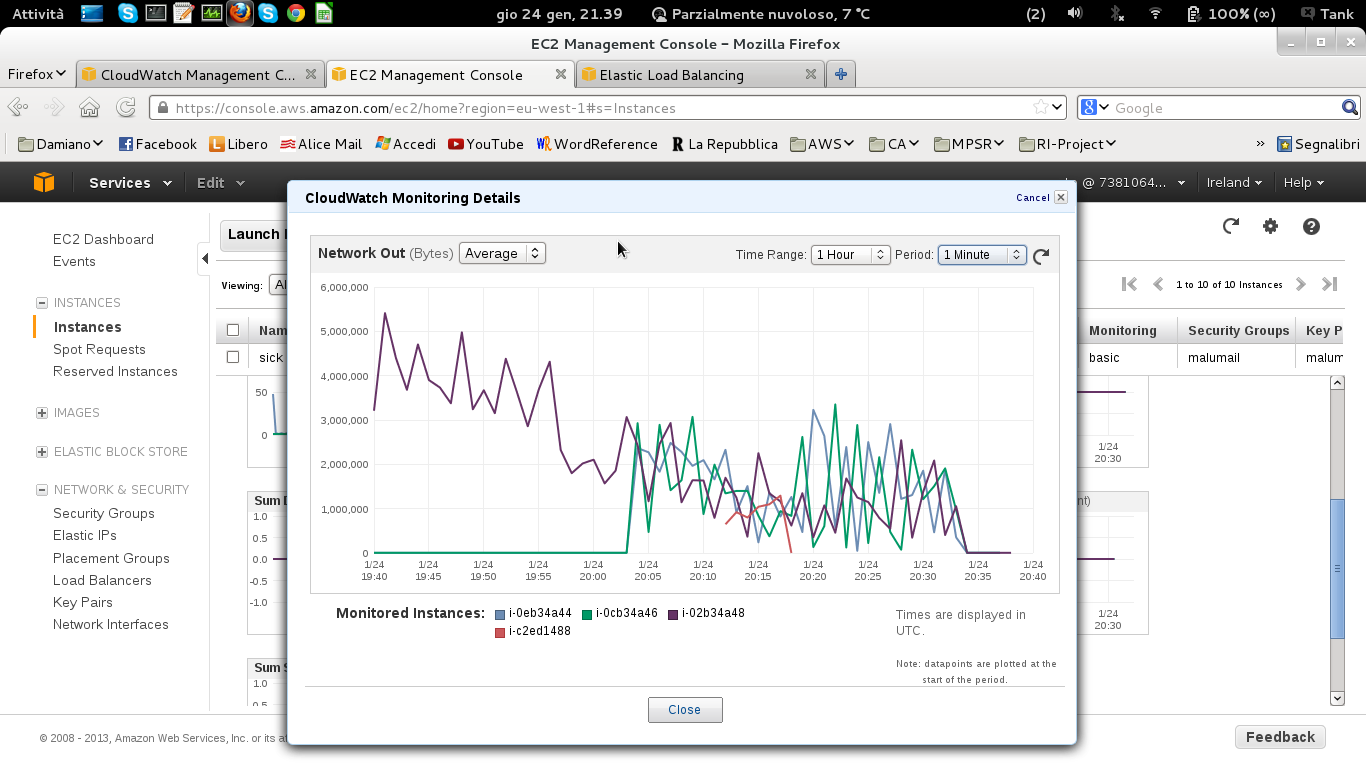 Attività gio 24 gen, 21.39 Parzialmente nuvoloso, 7 °C (2) 100% (∞) Tank
EC2 Management Console – Mozilla Firefox
Firefox CloudWatch Management C... EC2 Management Console Elastic Load Balancing
https://console.aws.amazon.com/ec2/home?region=eu-west-1#s=Instances Google
Damiano Facebook Libero Alice Mail Accedi YouTube WordReference La Repubblica AWS CA MPSR RI-Project » Segnalibri
Services Edit @ 7381064... Ireland Help
CloudWatch Monitoring Details Cancel
EC2 Dashboard
Events
Launch
Network Out (Bytes) Average Time Range: 1 Hour Period: 1 Minute
Viewing: 1 to 10 of 10 Instances
INSTANCES
Instances
Spot Requests
Reserved Instances
IMAGES
ELASTIC BLOCK STORE
NETWORK & SECURITY
Security Groups
Elastic IPs
Placement Groups
Load Balancers
Key Pairs
Network Interfaces
Nam Monitoring Security Groups Key P
sick basic malumail malum
50
0
1/24
20:30
Sum
1.0
0.5
0.0
-0.5
-1.0
nt)
1/24
20:30
Sum S
1.0
0.5
6,000,000
5,000,000
4,000,000
3,000,000
2,000,000
1,000,000
0
1/24 1/24 1/24 1/24 1/24 1/24 1/24 1/24 1/24 1/24 1/24 1/24 1/24
19:40 19:45 19:50 19:55 20:00 20:05 20:10 20:15 20:20 20:25 20:30 20:35 20:40
Monitored Instances: i-0eb34a44 i-0cb34a46 i-02b34a48
i-c2ed1488
Times are displayed in
UTC.
Note: datapoints are plotted at the
start of the period.
Close
© 2008 - 2013, Amazon Web Services, Inc. or its a
Feedback